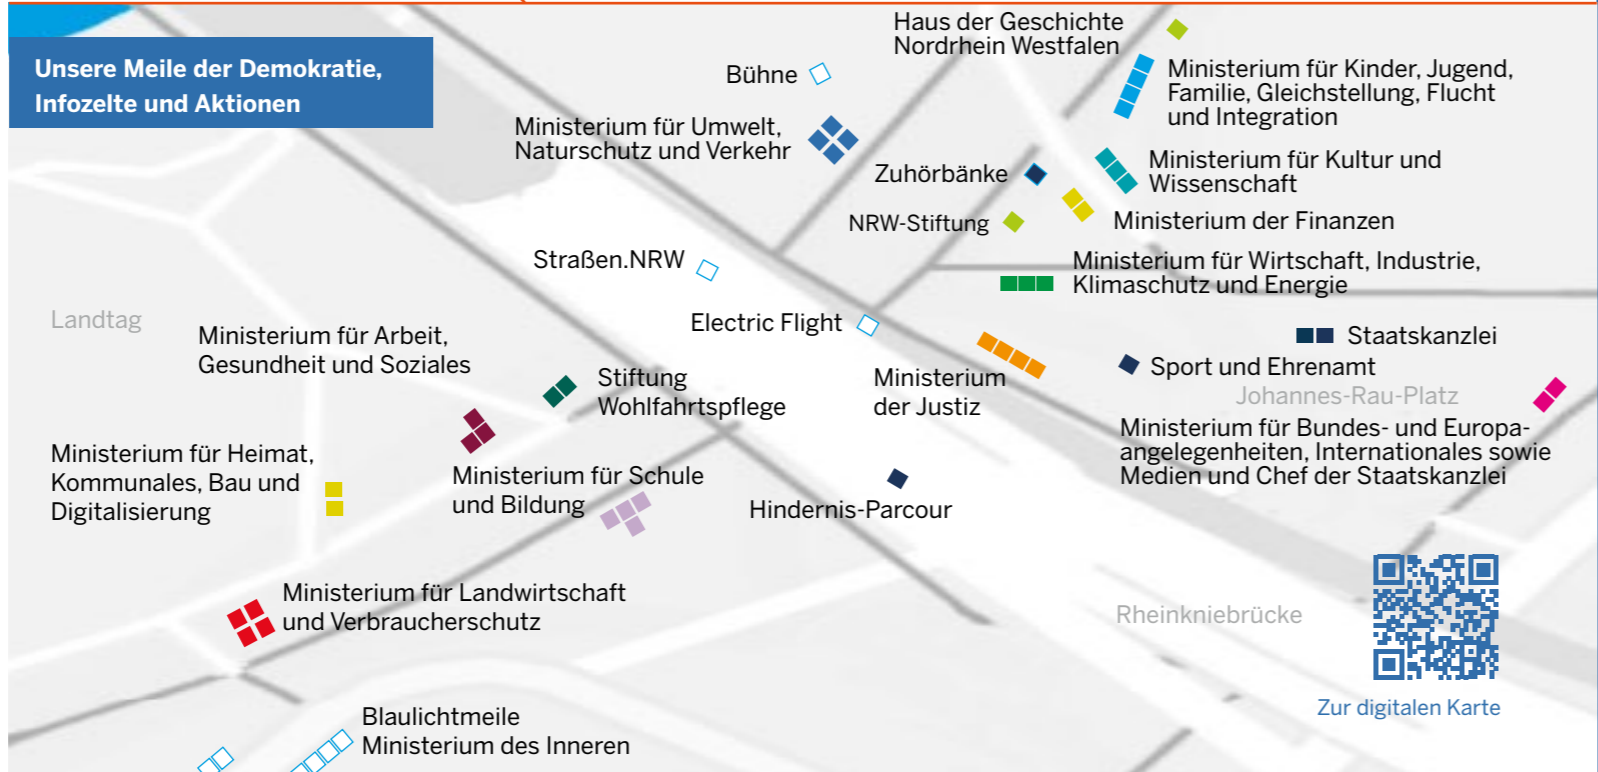 Unsere Meile der Demokratie,
Infozelte und Aktionen
Haus der Geschichte
Nordrhein Westfalen
Bühne
Ministerium für Kinder, Jugend,
Familie, Gleichstellung, Flucht
und Integration
Ministerium für Umwelt,
Naturschutz und Verkehr
Zuhörbänke
Ministerium für Kultur und
Wissenschaft
NRW-Stiftung
Ministerium der Finanzen
Straßen.NRW
Ministerium für Wirtschaft, Industrie,
Klimaschutz und Energie
Landtag
Electric Flight
Ministerium für Arbeit,
Gesundheit und Soziales
Staatskanzlei
Sport und Ehrenamt
Stiftung
Wohlfahrtspflege
Ministerium
der Justiz
Johannes-Rau-Platz
Ministerium für Bundes- und Europa-
angelegenheiten, Internationales sowie
Medien und Chef der Staatskanzlei
Ministerium für Heimat,
Kommunales, Bau und
Digitalisierung
Ministerium für Schule
und Bildung
Hindernis-Parcour
Ministerium für Landwirtschaft
und Verbraucherschutz
Rheinkniebrücke
Zur digitalen Karte
Blaulichtmeile
Ministerium des Inneren